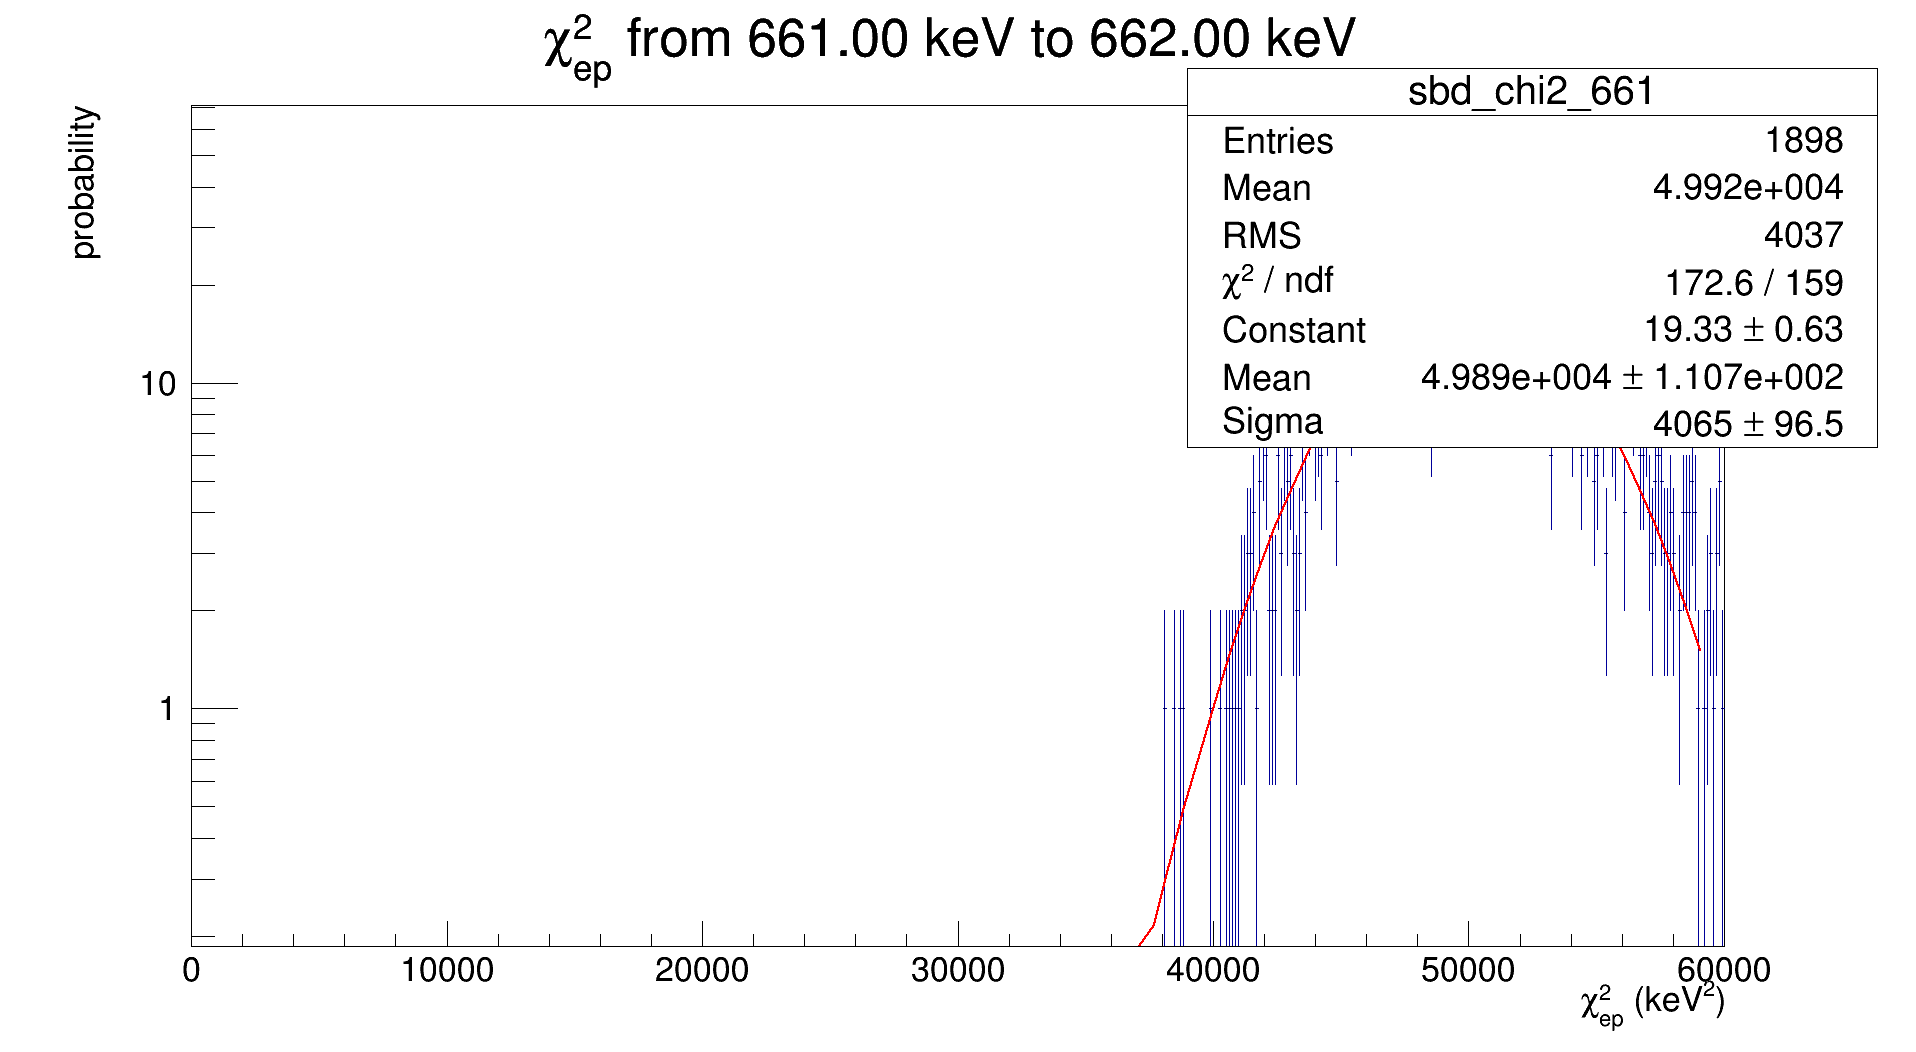 χ²ep from 661.00 keV to 662.00 keV
probability
sbd_chi2_661
Entries 1898
Mean 4.992e+004
RMS 4037
χ² / ndf 172.6 / 159
Constant 19.33 ± 0.63
Mean 4.989e+004 ± 1.107e+002
Sigma 4065 ± 96.5
10
1
0 10000 20000 30000 40000 50000 60000
χ²ep (keV²)